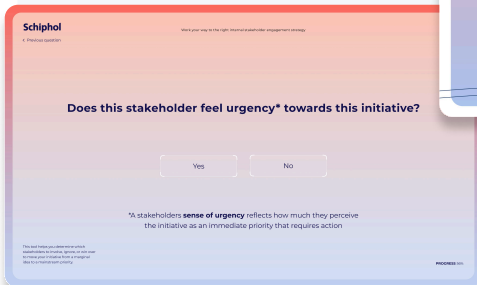 Schiphol
Work your way to the right internal stakeholder engagement strategy
< Previous question
Does this stakeholder feel urgency* towards this initiative?
Yes
No
*A stakeholders sense of urgency reflects how much they perceive
the initiative as an immediate priority that requires action
This tool helps you determine which
stakeholders to involve, ignore, or win over
to move your initiative from a marginal
idea to a mainstream priority.
PROGRESS